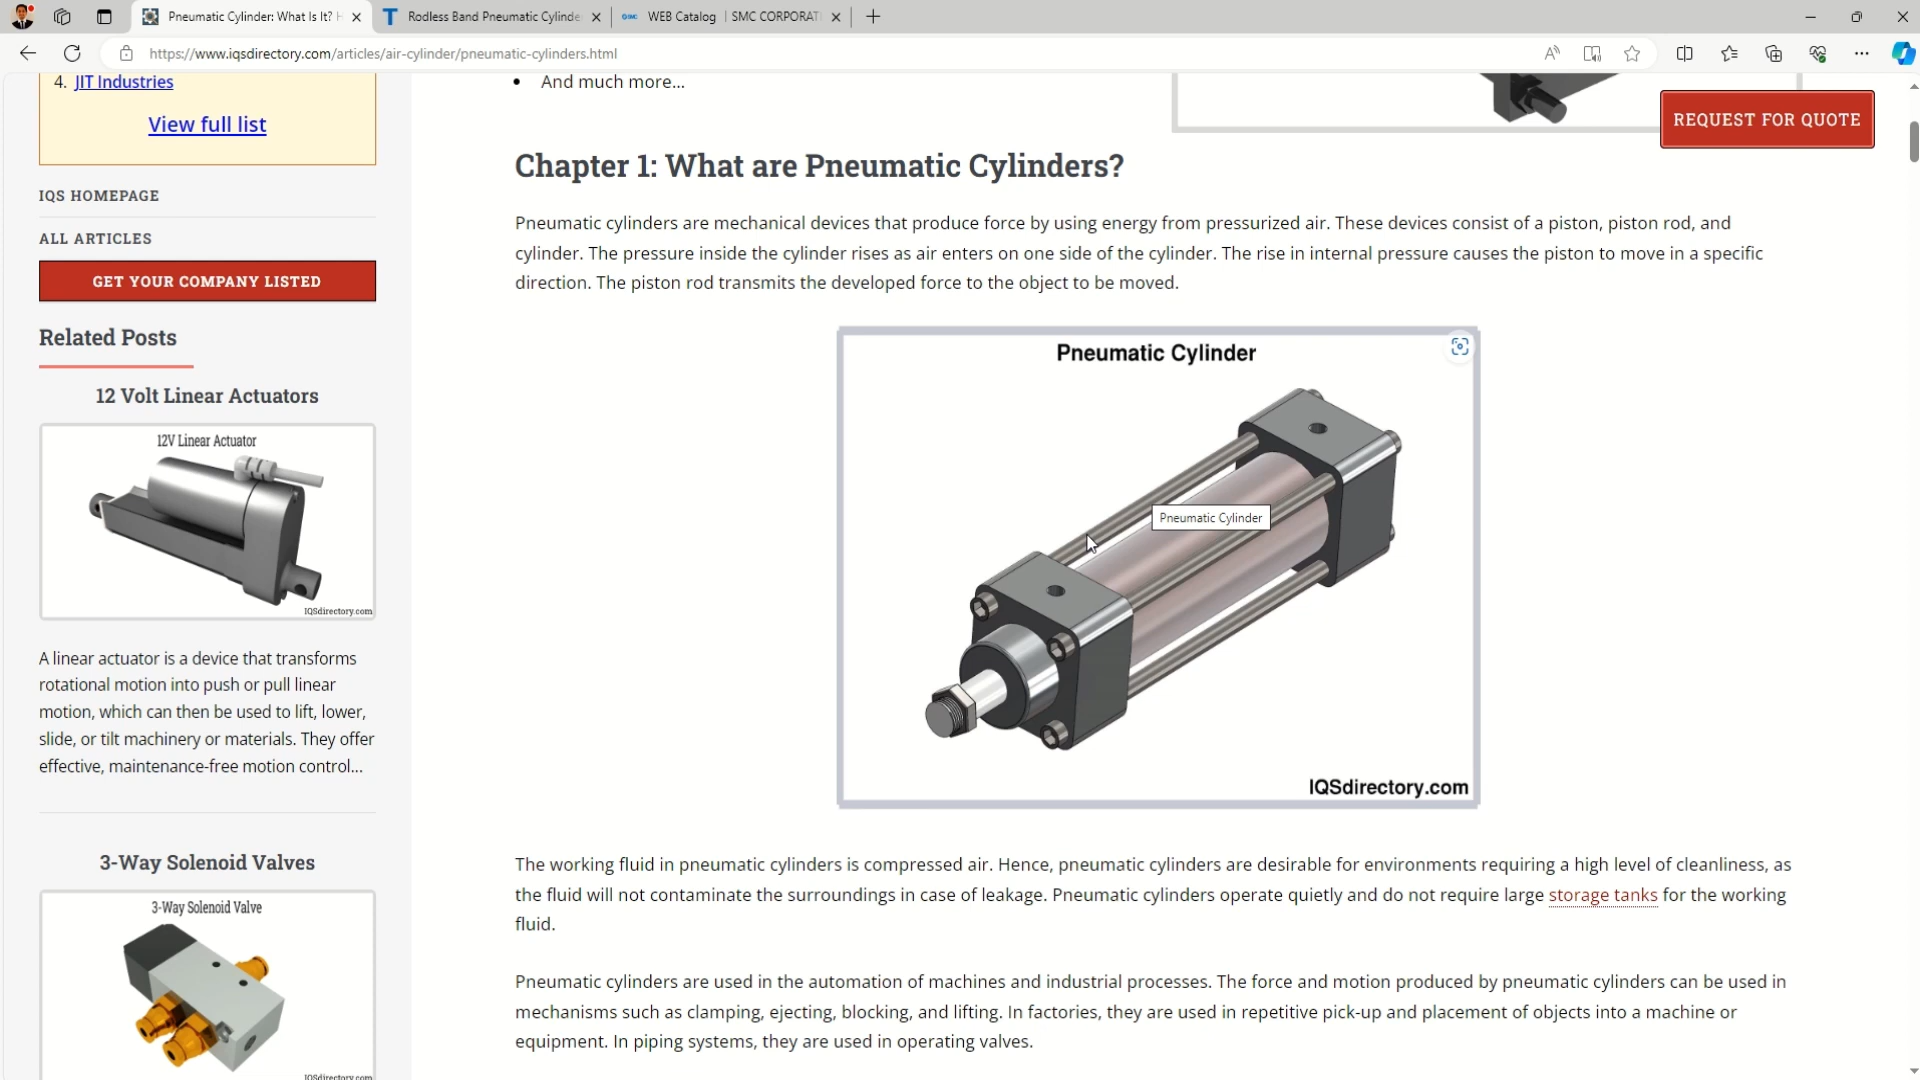 Pneumatic Cylinder: What Is It? H
Rodless Band Pneumatic Cylinde
SMC WEB Catalog | SMC CORPORAT
https://www.iqsdirectory.com/articles/air-cylinder/pneumatic-cylinders.html
4. JIT Industries
View full list
IQS HOMEPAGE
ALL ARTICLES
GET YOUR COMPANY LISTED
Related Posts
12 Volt Linear Actuators
12V Linear Actuator
IQSdirectory.com
A linear actuator is a device that transforms
rotational motion into push or pull linear
motion, which can then be used to lift, lower,
slide, or tilt machinery or materials. They offer
effective, maintenance-free motion control...
3-Way Solenoid Valves
3-Way Solenoid Valve
IQSdirectory.com
• And much more...
REQUEST FOR QUOTE
Chapter 1: What are Pneumatic Cylinders?
Pneumatic cylinders are mechanical devices that produce force by using energy from pressurized air. These devices consist of a piston, piston rod, and
cylinder. The pressure inside the cylinder rises as air enters on one side of the cylinder. The rise in internal pressure causes the piston to move in a specific
direction. The piston rod transmits the developed force to the object to be moved.
Pneumatic Cylinder
Pneumatic Cylinder
IQSdirectory.com
The working fluid in pneumatic cylinders is compressed air. Hence, pneumatic cylinders are desirable for environments requiring a high level of cleanliness, as
the fluid will not contaminate the surroundings in case of leakage. Pneumatic cylinders operate quietly and do not require large storage tanks for the working
fluid.
Pneumatic cylinders are used in the automation of machines and industrial processes. The force and motion produced by pneumatic cylinders can be used in
mechanisms such as clamping, ejecting, blocking, and lifting. In factories, they are used in repetitive pick-up and placement of objects into a machine or
equipment. In piping systems, they are used in operating valves.